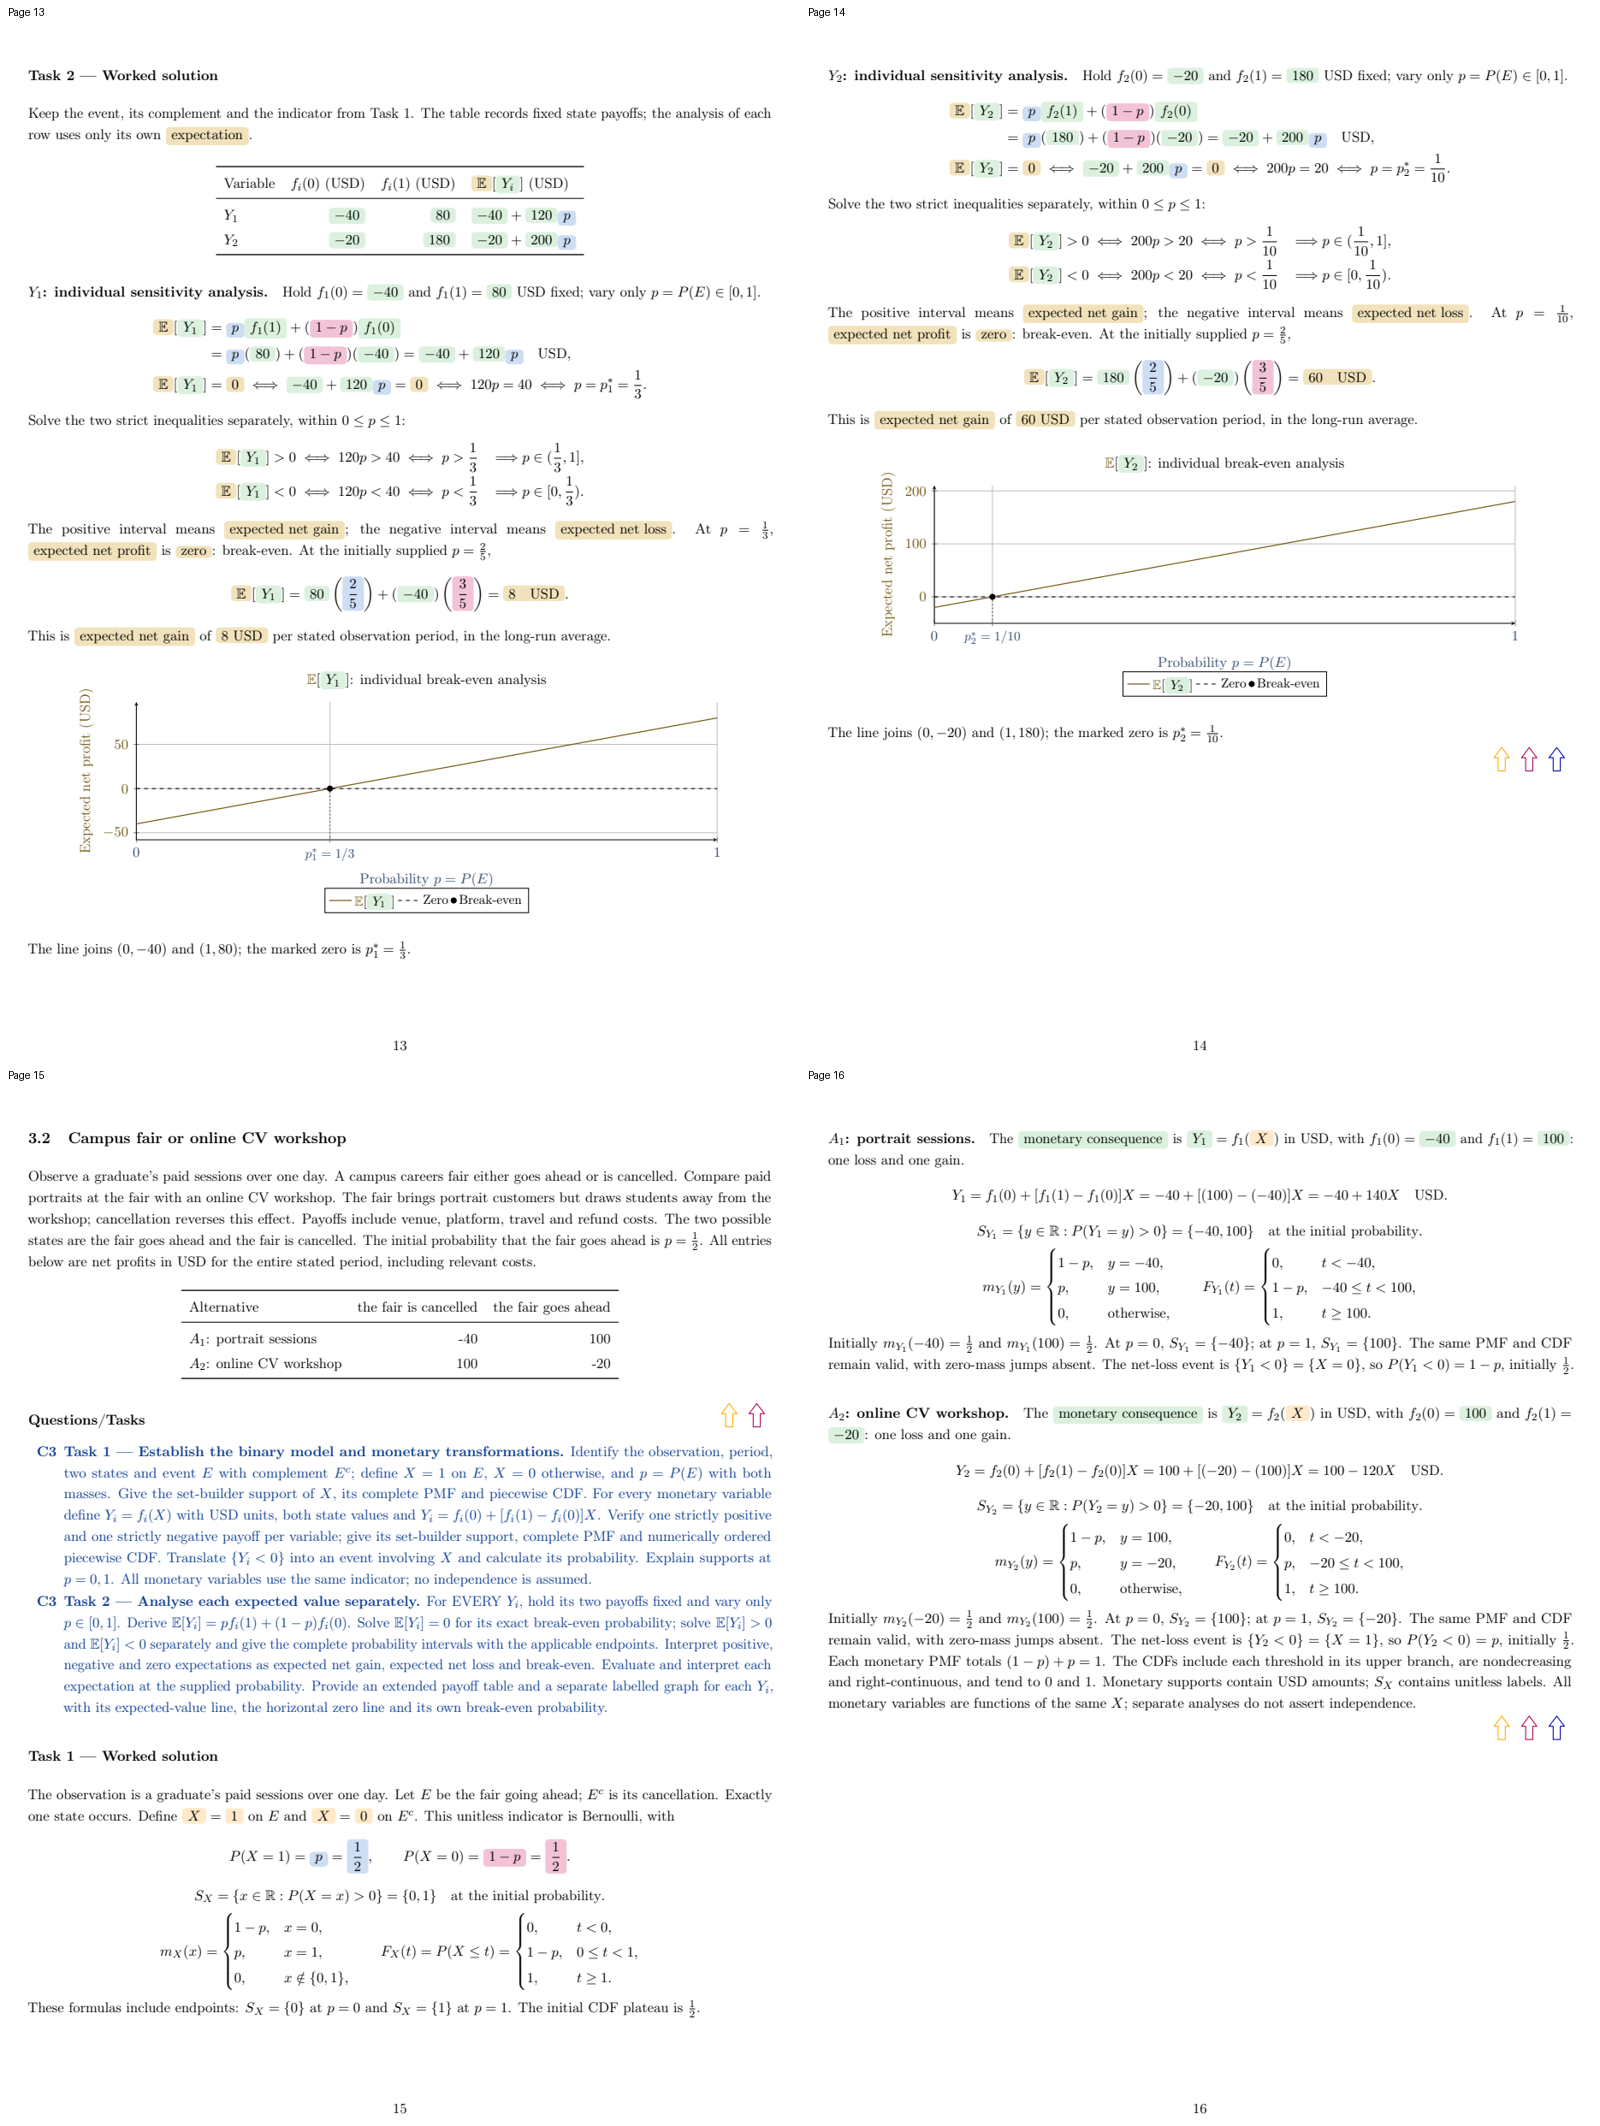 Page 13
Task 2 — Worked solution
Keep the event, its complement and the indicator from Task 1. The table records fixed state payoffs; the analysis of each
row uses only its own expectation.
Variable f_i(0) (USD) f_i(1) (USD) 𝔼[Y_i] (USD)
Y_1 −40 80 −40 + 120p
Y_2 −20 180 −20 + 200p
Y_1: individual sensitivity analysis. Hold f_1(0) = −40 and f_1(1) = 80 USD fixed; vary only p = P(E) ∈ [0, 1].
𝔼[Y_1] = p f_1(1) + (1 − p) f_1(0)
= p(80) + (1 − p)(−40) = −40 + 120p USD,
𝔼[Y_1] = 0 ⟺ −40 + 120p = 0 ⟺ 120p = 40 ⟺ p = p_1^* = 1/3.
Solve the two strict inequalities separately, within 0 ≤ p ≤ 1:
𝔼[Y_1] > 0 ⟺ 120p > 40 ⟺ p > 1/3 ⟹ p ∈ (1/3, 1],
𝔼[Y_1] < 0 ⟺ 120p < 40 ⟺ p < 1/3 ⟹ p ∈ [0, 1/3).
The positive interval means expected net gain; the negative interval means expected net loss. At p = 1/3,
expected net profit is zero: break-even. At the initially supplied p = 2/5,
𝔼[Y_1] = 80 (2/5) + (−40) (3/5) = 8 USD.
This is expected net gain of 8 USD per stated observation period, in the long-run average.
𝔼[Y_1]: individual break-even analysis
Expected net profit (USD)
50
0
−50
0 p_1^* = 1/3 1
Probability p = P(E)
𝔼[Y_1] Zero Break-even
The line joins (0, −40) and (1, 80); the marked zero is p_1^* = 1/3.
13
Page 14
Y_2: individual sensitivity analysis. Hold f_2(0) = −20 and f_2(1) = 180 USD fixed; vary only p = P(E) ∈ [0, 1].
𝔼[Y_2] = p f_2(1) + (1 − p) f_2(0)
= p(180) + (1 − p)(−20) = −20 + 200p USD,
𝔼[Y_2] = 0 ⟺ −20 + 200p = 0 ⟺ 200p = 20 ⟺ p = p_2^* = 1/10.
Solve the two strict inequalities separately, within 0 ≤ p ≤ 1:
𝔼[Y_2] > 0 ⟺ 200p > 20 ⟺ p > 1/10 ⟹ p ∈ (1/10, 1],
𝔼[Y_2] < 0 ⟺ 200p < 20 ⟺ p < 1/10 ⟹ p ∈ [0, 1/10).
The positive interval means expected net gain; the negative interval means expected net loss. At p = 1/10,
expected net profit is zero: break-even. At the initially supplied p = 2/5,
𝔼[Y_2] = 180 (2/5) + (−20) (3/5) = 60 USD.
This is expected net gain of 60 USD per stated observation period, in the long-run average.
𝔼[Y_2]: individual break-even analysis
Expected net profit (USD)
200
100
0
0 p_2^* = 1/10 1
Probability p = P(E)
𝔼[Y_2] Zero Break-even
The line joins (0, −20) and (1, 180); the marked zero is p_2^* = 1/10.
14
Page 15
3.2 Campus fair or online CV workshop
Observe a graduate's paid sessions over one day. A campus careers fair either goes ahead or is cancelled. Compare paid
portraits at the fair with an online CV workshop. The fair brings portrait customers but draws students away from the
workshop; cancellation reverses this effect. Payoffs include venue, platform, travel and refund costs. The two possible
states are the fair goes ahead and the fair is cancelled. The initial probability that the fair goes ahead is p = 1/2. All entries
below are net profits in USD for the entire stated period, including relevant costs.
Alternative the fair is cancelled the fair goes ahead
A_1: portrait sessions -40 100
A_2: online CV workshop 100 -20
Questions/Tasks
C3 Task 1 — Establish the binary model and monetary transformations. Identify the observation, period,
two states and event E with complement E^c; define X = 1 on E, X = 0 otherwise, and p = P(E) with both
masses. Give the set-builder support of X, its complete PMF and piecewise CDF. For every monetary variable
define Y_i = f_i(X) with USD units, both state values and Y_i = f_i(0) + [f_i(1) − f_i(0)]X. Verify one strictly positive
and one strictly negative payoff per variable; give its set-builder support, complete PMF and numerically ordered
piecewise CDF. Translate {Y_i < 0} into an event involving X and calculate its probability. Explain supports at
p = 0, 1. All monetary variables use the same indicator; no independence is assumed.
C3 Task 2 — Analyse each expected value separately. For EVERY Y_i, hold its two payoffs fixed and vary only
p ∈ [0, 1]. Derive 𝔼[Y_i] = pf_i(1) + (1 − p)f_i(0). Solve 𝔼[Y_i] = 0 for its exact break-even probability; solve 𝔼[Y_i] > 0
and 𝔼[Y_i] < 0 separately and give the complete probability intervals with the applicable endpoints. Interpret positive,
negative and zero expectations as expected net gain, expected net loss and break-even. Evaluate and interpret each
expectation at the supplied probability. Provide an extended payoff table and a separate labelled graph for each Y_i,
with its expected-value line, the horizontal zero line and its own break-even probability.
Task 1 — Worked solution
The observation is a graduate's paid sessions over one day. Let E be the fair going ahead; E^c is its cancellation. Exactly
one state occurs. Define X = 1 on E and X = 0 on E^c. This unitless indicator is Bernoulli, with
P(X = 1) = p = 1/2, P(X = 0) = 1 − p = 1/2.
S_X = {x ∈ ℝ : P(X = x) > 0} = {0, 1} at the initial probability.
m_X(x) = { 1 − p, x = 0, p, x = 1, 0, x ∉ {0, 1}, F_X(t) = P(X ≤ t) = { 0, t < 0, 1 − p, 0 ≤ t < 1, 1, t ≥ 1.
These formulas include endpoints: S_X = {0} at p = 0 and S_X = {1} at p = 1. The initial CDF plateau is 1/2.
15
Page 16
A_1: portrait sessions. The monetary consequence is Y_1 = f_1(X) in USD, with f_1(0) = −40 and f_1(1) = 100:
one loss and one gain.
Y_1 = f_1(0) + [f_1(1) − f_1(0)]X = −40 + [(100) − (−40)]X = −40 + 140X USD.
S_{Y_1} = {y ∈ ℝ : P(Y_1 = y) > 0} = {−40, 100} at the initial probability.
m_{Y_1}(y) = { 1 − p, y = −40, p, y = 100, 0, otherwise, F_{Y_1}(t) = { 0, t < −40, 1 − p, −40 ≤ t < 100, 1, t ≥ 100.
Initially m_{Y_1}(−40) = 1/2 and m_{Y_1}(100) = 1/2. At p = 0, S_{Y_1} = {−40}; at p = 1, S_{Y_1} = {100}. The same PMF and CDF
remain valid, with zero-mass jumps absent. The net-loss event is {Y_1 < 0} = {X = 0}, so P(Y_1 < 0) = 1 − p, initially 1/2.
A_2: online CV workshop. The monetary consequence is Y_2 = f_2(X) in USD, with f_2(0) = 100 and f_2(1) =
−20: one loss and one gain.
Y_2 = f_2(0) + [f_2(1) − f_2(0)]X = 100 + [(−20) − (100)]X = 100 − 120X USD.
S_{Y_2} = {y ∈ ℝ : P(Y_2 = y) > 0} = {−20, 100} at the initial probability.
m_{Y_2}(y) = { 1 − p, y = 100, p, y = −20, 0, otherwise, F_{Y_2}(t) = { 0, t < −20, p, −20 ≤ t < 100, 1, t ≥ 100.
Initially m_{Y_2}(−20) = 1/2 and m_{Y_2}(100) = 1/2. At p = 0, S_{Y_2} = {100}; at p = 1, S_{Y_2} = {−20}. The same PMF and CDF
remain valid, with zero-mass jumps absent. The net-loss event is {Y_2 < 0} = {X = 1}, so P(Y_2 < 0) = p, initially 1/2.
Each monetary PMF totals (1 − p) + p = 1. The CDFs include each threshold in its upper branch, are nondecreasing
and right-continuous, and tend to 0 and 1. Monetary supports contain USD amounts; S_X contains unitless labels. All
monetary variables are functions of the same X; separate analyses do not assert independence.
16